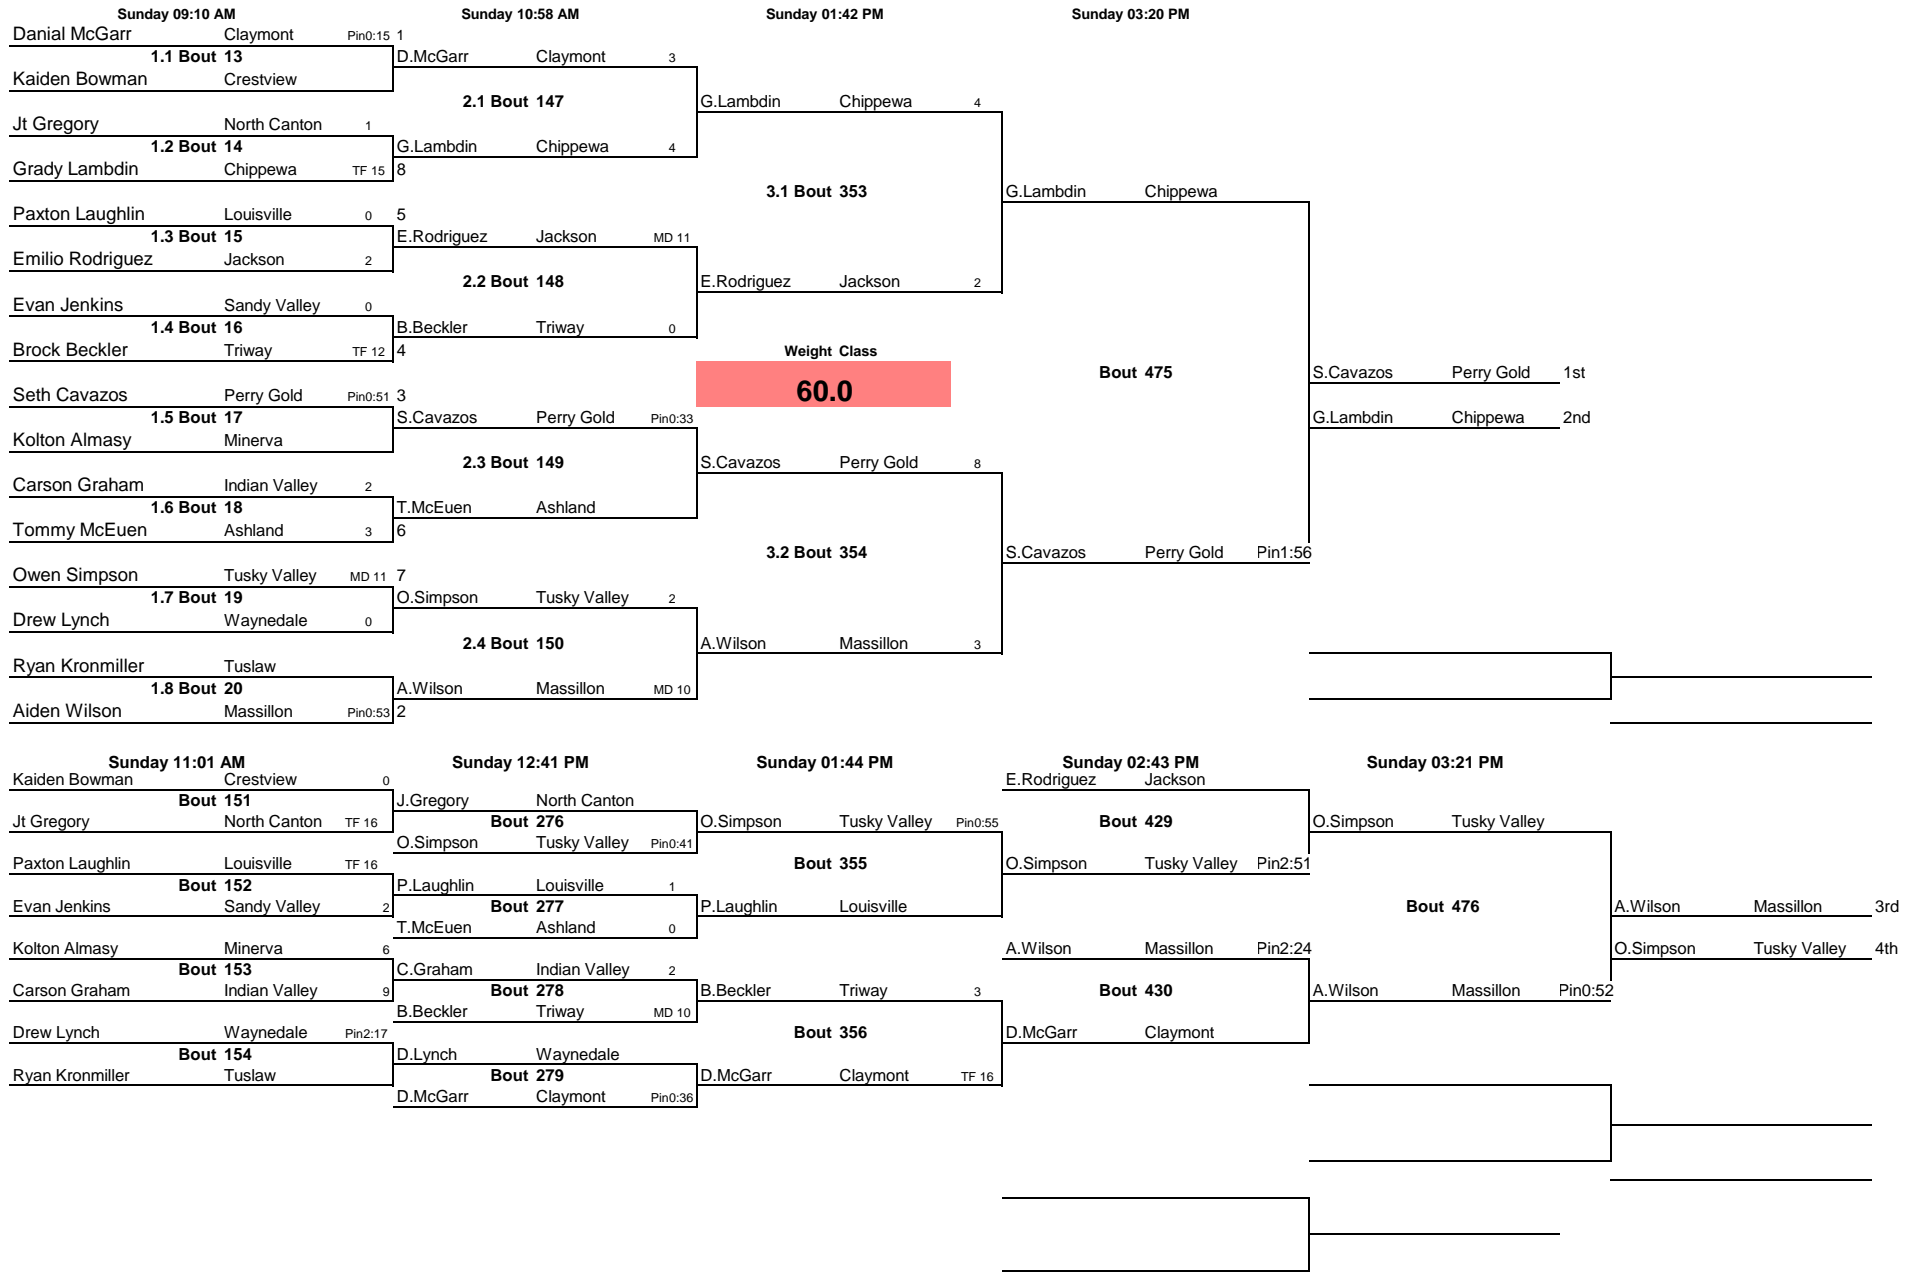 Sunday 09:10 AM Sunday 10:58 AM Sunday 01:42 PM Sunday 03:20 PM
Danial McGarr Claymont Pin0:15 1
1.1 Bout 13 D.McGarr Claymont 3
Kaiden Bowman Crestview
2.1 Bout 147 G.Lambdin Chippewa 4
Jt Gregory North Canton 1
1.2 Bout 14 G.Lambdin Chippewa 4
Grady Lambdin Chippewa TF 15 8
3.1 Bout 353 G.Lambdin Chippewa
Paxton Laughlin Louisville 0 5
1.3 Bout 15 E.Rodriguez Jackson MD 11
Emilio Rodriguez Jackson 2
2.2 Bout 148 E.Rodriguez Jackson 2
Evan Jenkins Sandy Valley 0
1.4 Bout 16 B.Beckler Triway 0
Brock Beckler Triway TF 12 4 Weight Class
Bout 475 S.Cavazos Perry Gold 1st
Seth Cavazos Perry Gold Pin0:51 3 60.0
1.5 Bout 17 S.Cavazos Perry Gold Pin0:33 G.Lambdin Chippewa 2nd
Kolton Almasy Minerva
2.3 Bout 149 S.Cavazos Perry Gold 8
Carson Graham Indian Valley 2
1.6 Bout 18 T.McEuen Ashland
Tommy McEuen Ashland 3 6
3.2 Bout 354 S.Cavazos Perry Gold Pin1:56
Owen Simpson Tusky Valley MD 11 7
1.7 Bout 19 O.Simpson Tusky Valley 2
Drew Lynch Waynedale 0
2.4 Bout 150 A.Wilson Massillon 3
Ryan Kronmiller Tuslaw
1.8 Bout 20 A.Wilson Massillon MD 10
Aiden Wilson Massillon Pin0:53 2
Sunday 11:01 AM Sunday 12:41 PM Sunday 01:44 PM Sunday 02:43 PM Sunday 03:21 PM
Kaiden Bowman Crestview 0 E.Rodriguez Jackson
Bout 151 J.Gregory North Canton
Jt Gregory North Canton TF 16 Bout 276 O.Simpson Tusky Valley Pin0:55 Bout 429 O.Simpson Tusky Valley
O.Simpson Tusky Valley Pin0:41
Paxton Laughlin Louisville TF 16 Bout 355 O.Simpson Tusky Valley Pin2:51
Bout 152 P.Laughlin Louisville 1
Evan Jenkins Sandy Valley 2 Bout 277 P.Laughlin Louisville Bout 476 A.Wilson Massillon 3rd
T.McEuen Ashland 0
Kolton Almasy Minerva 6 A.Wilson Massillon Pin2:24 O.Simpson Tusky Valley 4th
Bout 153 C.Graham Indian Valley 2
Carson Graham Indian Valley 9 Bout 278 B.Beckler Triway 3 Bout 430 A.Wilson Massillon Pin0:52
B.Beckler Triway MD 10
Drew Lynch Waynedale Pin2:17 Bout 356 D.McGarr Claymont
Bout 154 D.Lynch Waynedale
Ryan Kronmiller Tuslaw Bout 279 D.McGarr Claymont TF 16
D.McGarr Claymont Pin0:36